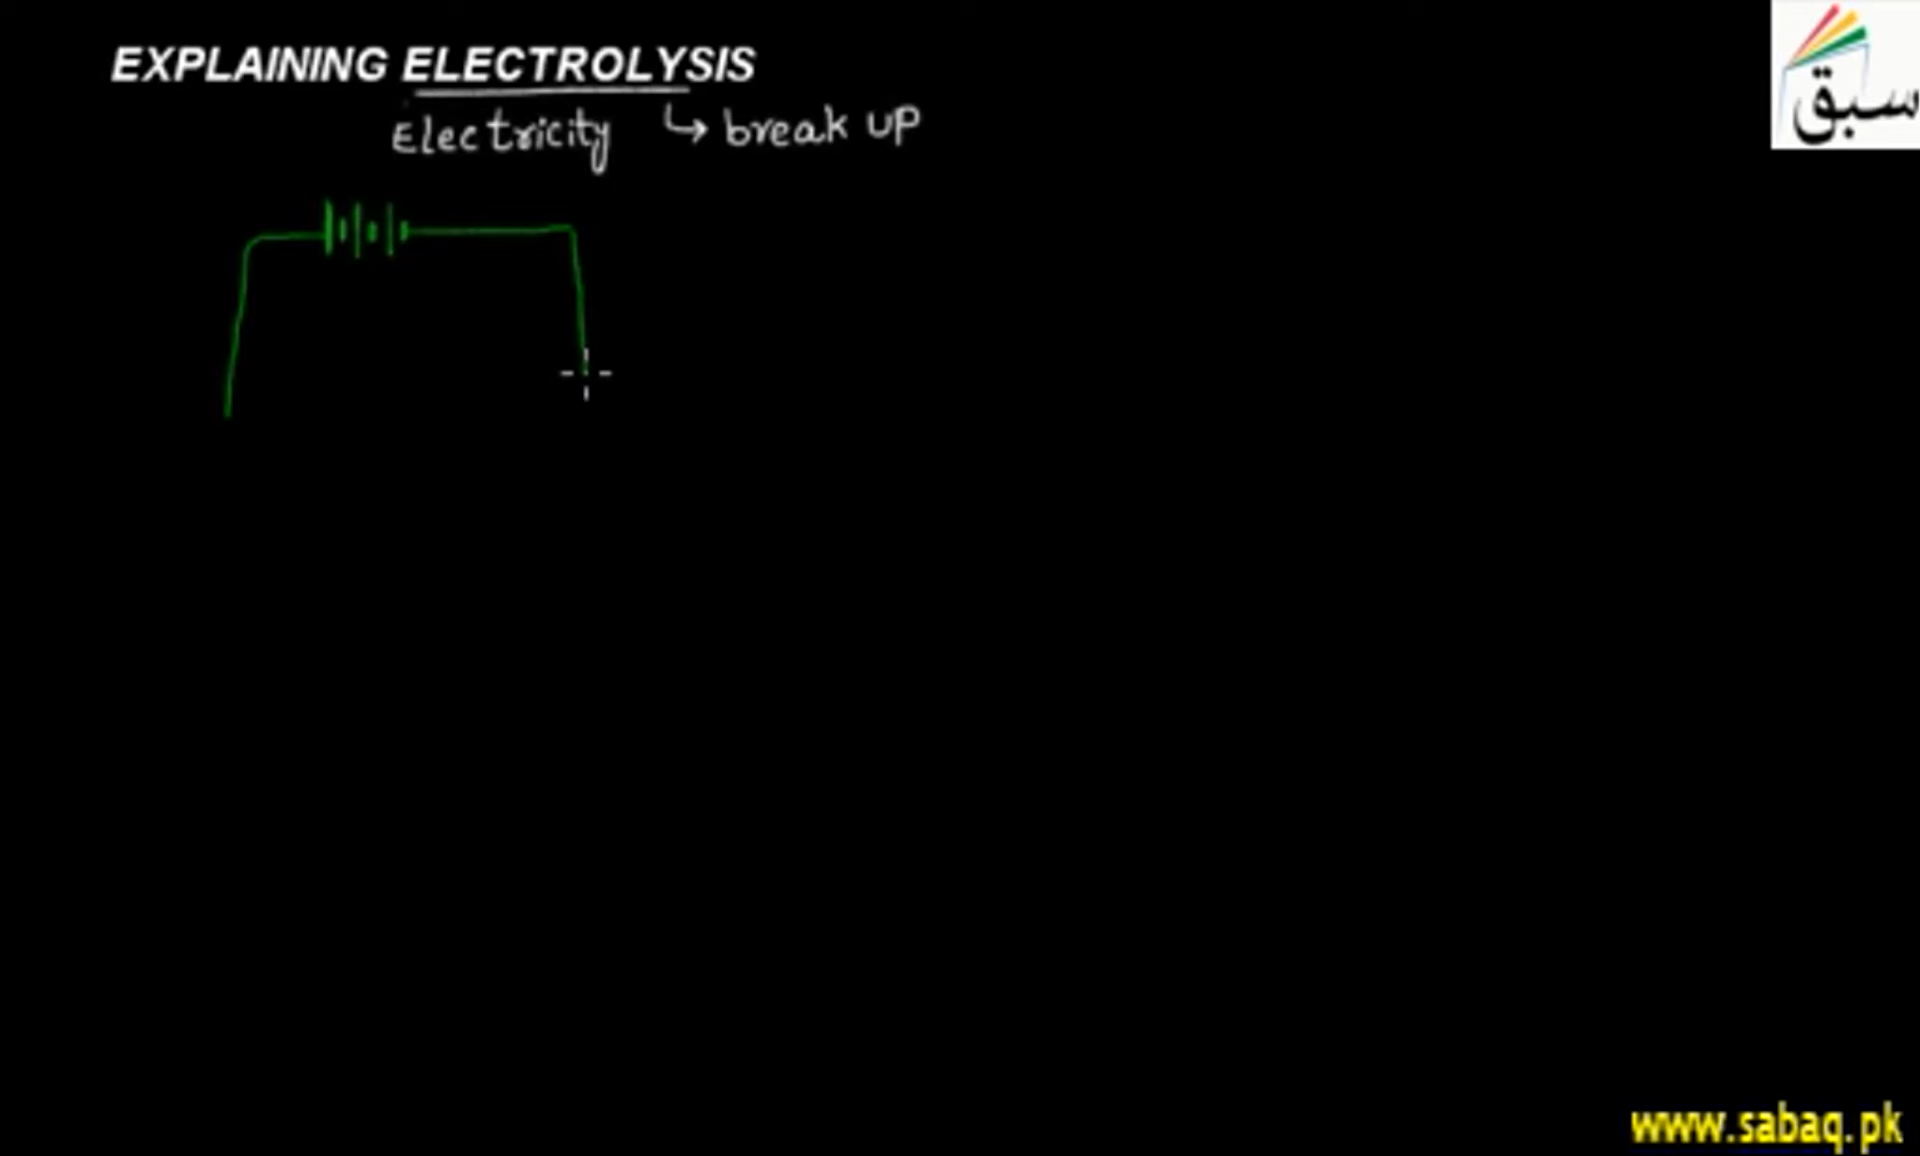 EXPLAINING ELECTROLYSIS
سبق
Electricity ↳ break up
www.sabaq.pk